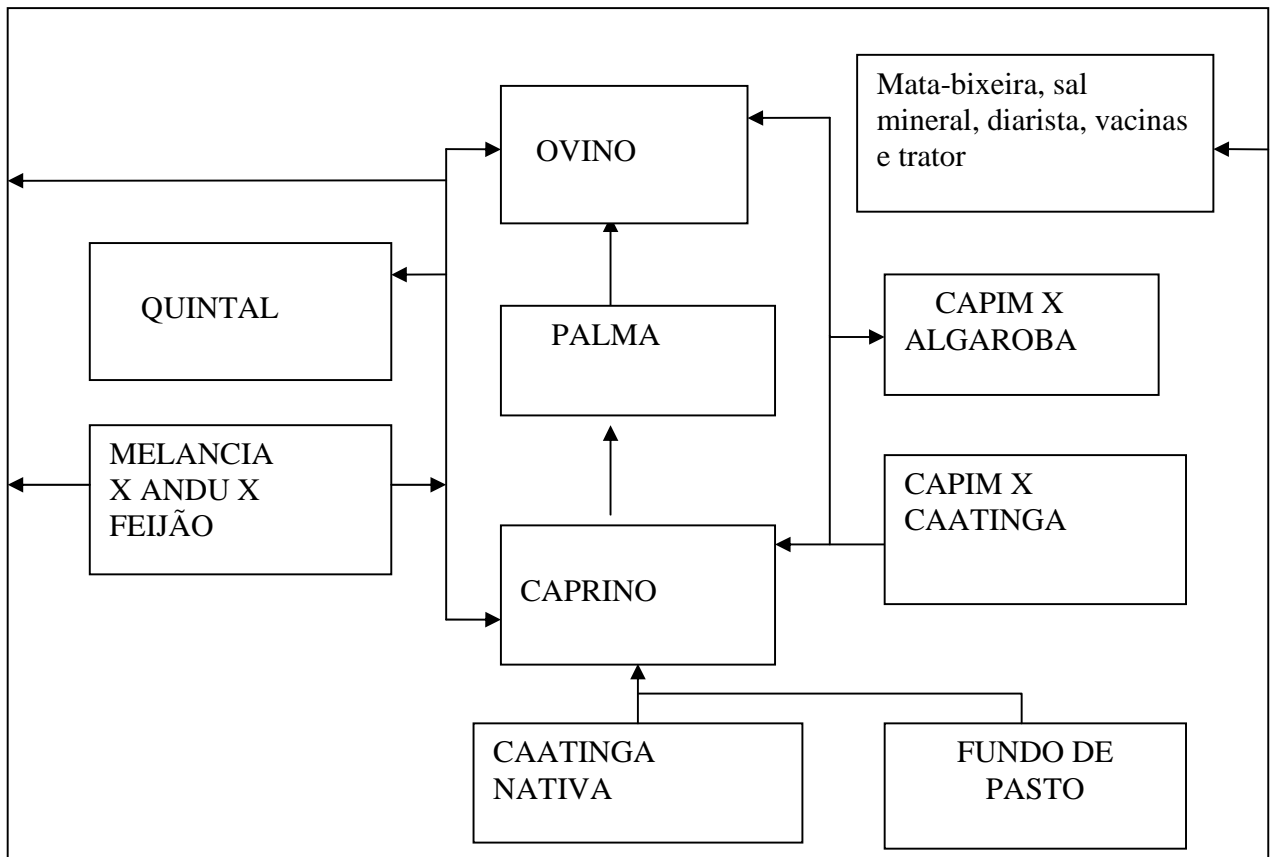 Mata-bixeira, sal
mineral, diarista, vacinas
e trator
OVINO
QUINTAL
PALMA
CAPIM X
ALGAROBA
MELANCIA
X ANDU X
FEIJÃO
CAPIM X
CAATINGA
CAPRINO
CAATINGA
NATIVA
FUNDO DE
PASTO